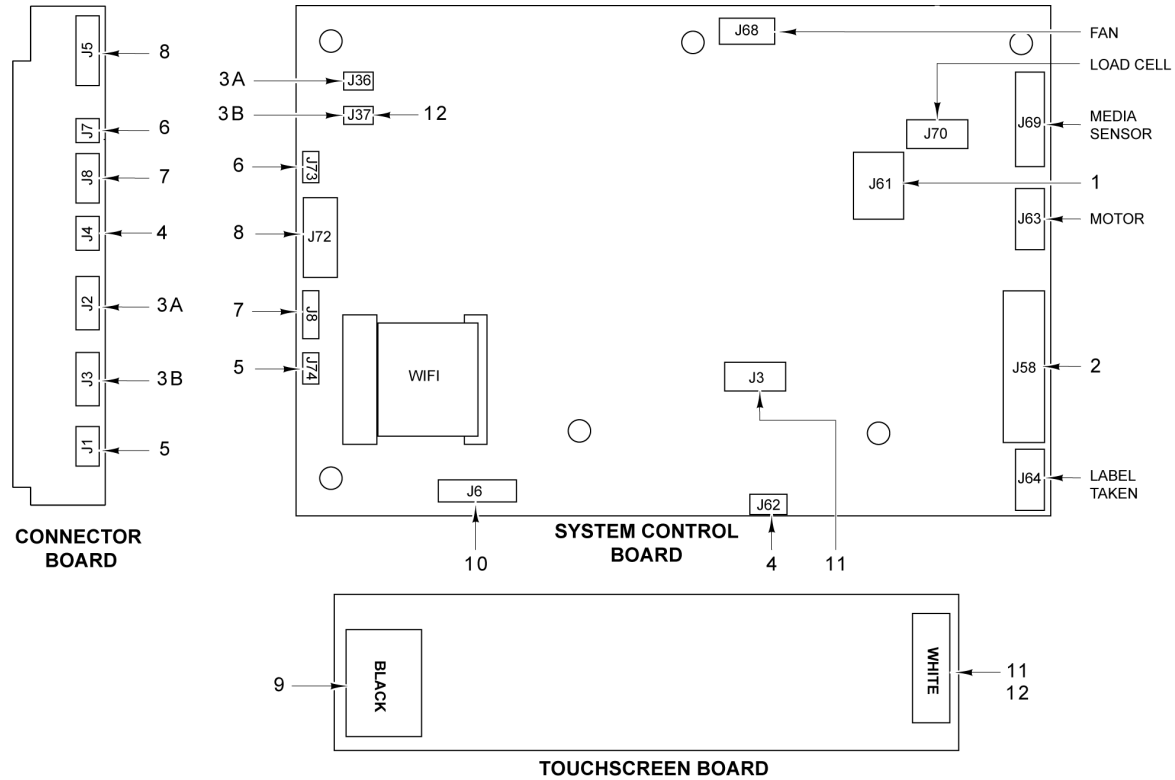 J5
8
J7
6
J8
7
J4
4
J2
3A
J3
3B
J1
5
CONNECTOR
BOARD
J68
FAN
LOAD CELL
3A
J36
3B
J37
12
J70
J69
MEDIA
SENSOR
6
J73
J61
1
8
J72
J63
MOTOR
7
J8
5
J74
WIFI
J3
J58
2
J6
J62
J64
LABEL
TAKEN
SYSTEM CONTROL
BOARD
10
4
11
9
BLACK
WHITE
11
12
TOUCHSCREEN BOARD